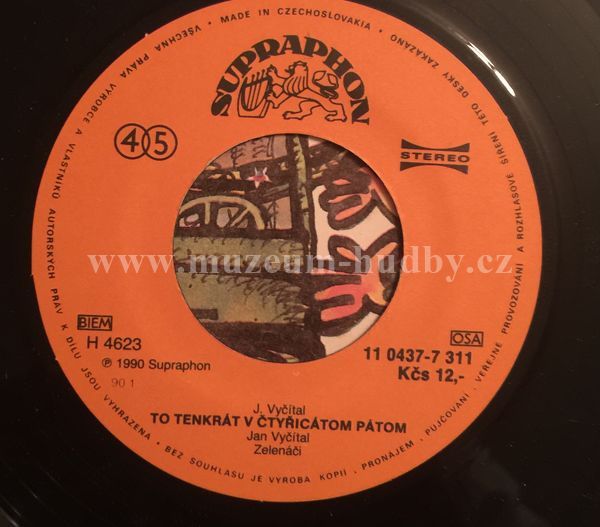 VŠECHNA PRÁVA VÝROBCE A VLASTNÍKŮ AUTORSKÝCH PRÁV K DÍLU JSOU VYHRAZENA • BEZ SOUHLASU JE VÝROBA KOPIÍ, PRONÁJEM, PŮJČOVÁNÍ, VEŘEJNÉ PROVOZOVÁNÍ A ROZHLASOVÉ ŠÍŘENÍ TÉTO DESKY ZAKÁZÁNO • MADE IN CZECHOSLOVAKIA •
SUPRAPHON
45
STEREO
www.muzeum-hudby.cz
BIEM
H 4623
℗ 1990 Supraphon
90 1
OSA
11 0437-7 311
Kčs 12,-
J. Vyčítal
TO TENKRÁT V ČTYŘICÁTOM PÁTOM
Jan Vyčítal
Zelenáči